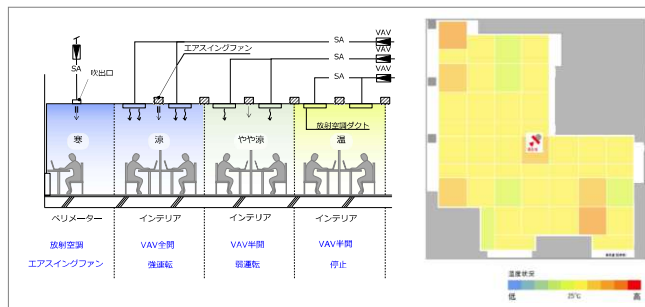 エアスイングファン
SA
VAV
SA
VAV
SA
VAV
SA
吹出口
放射空調ダクト
寒
涼
やや涼
温
ペリメーター
インテリア
インテリア
インテリア
放射空調
VAV全開
VAV半開
VAV半開
エアスイングファン
強運転
弱運転
停止
温度状況
低
25℃
高